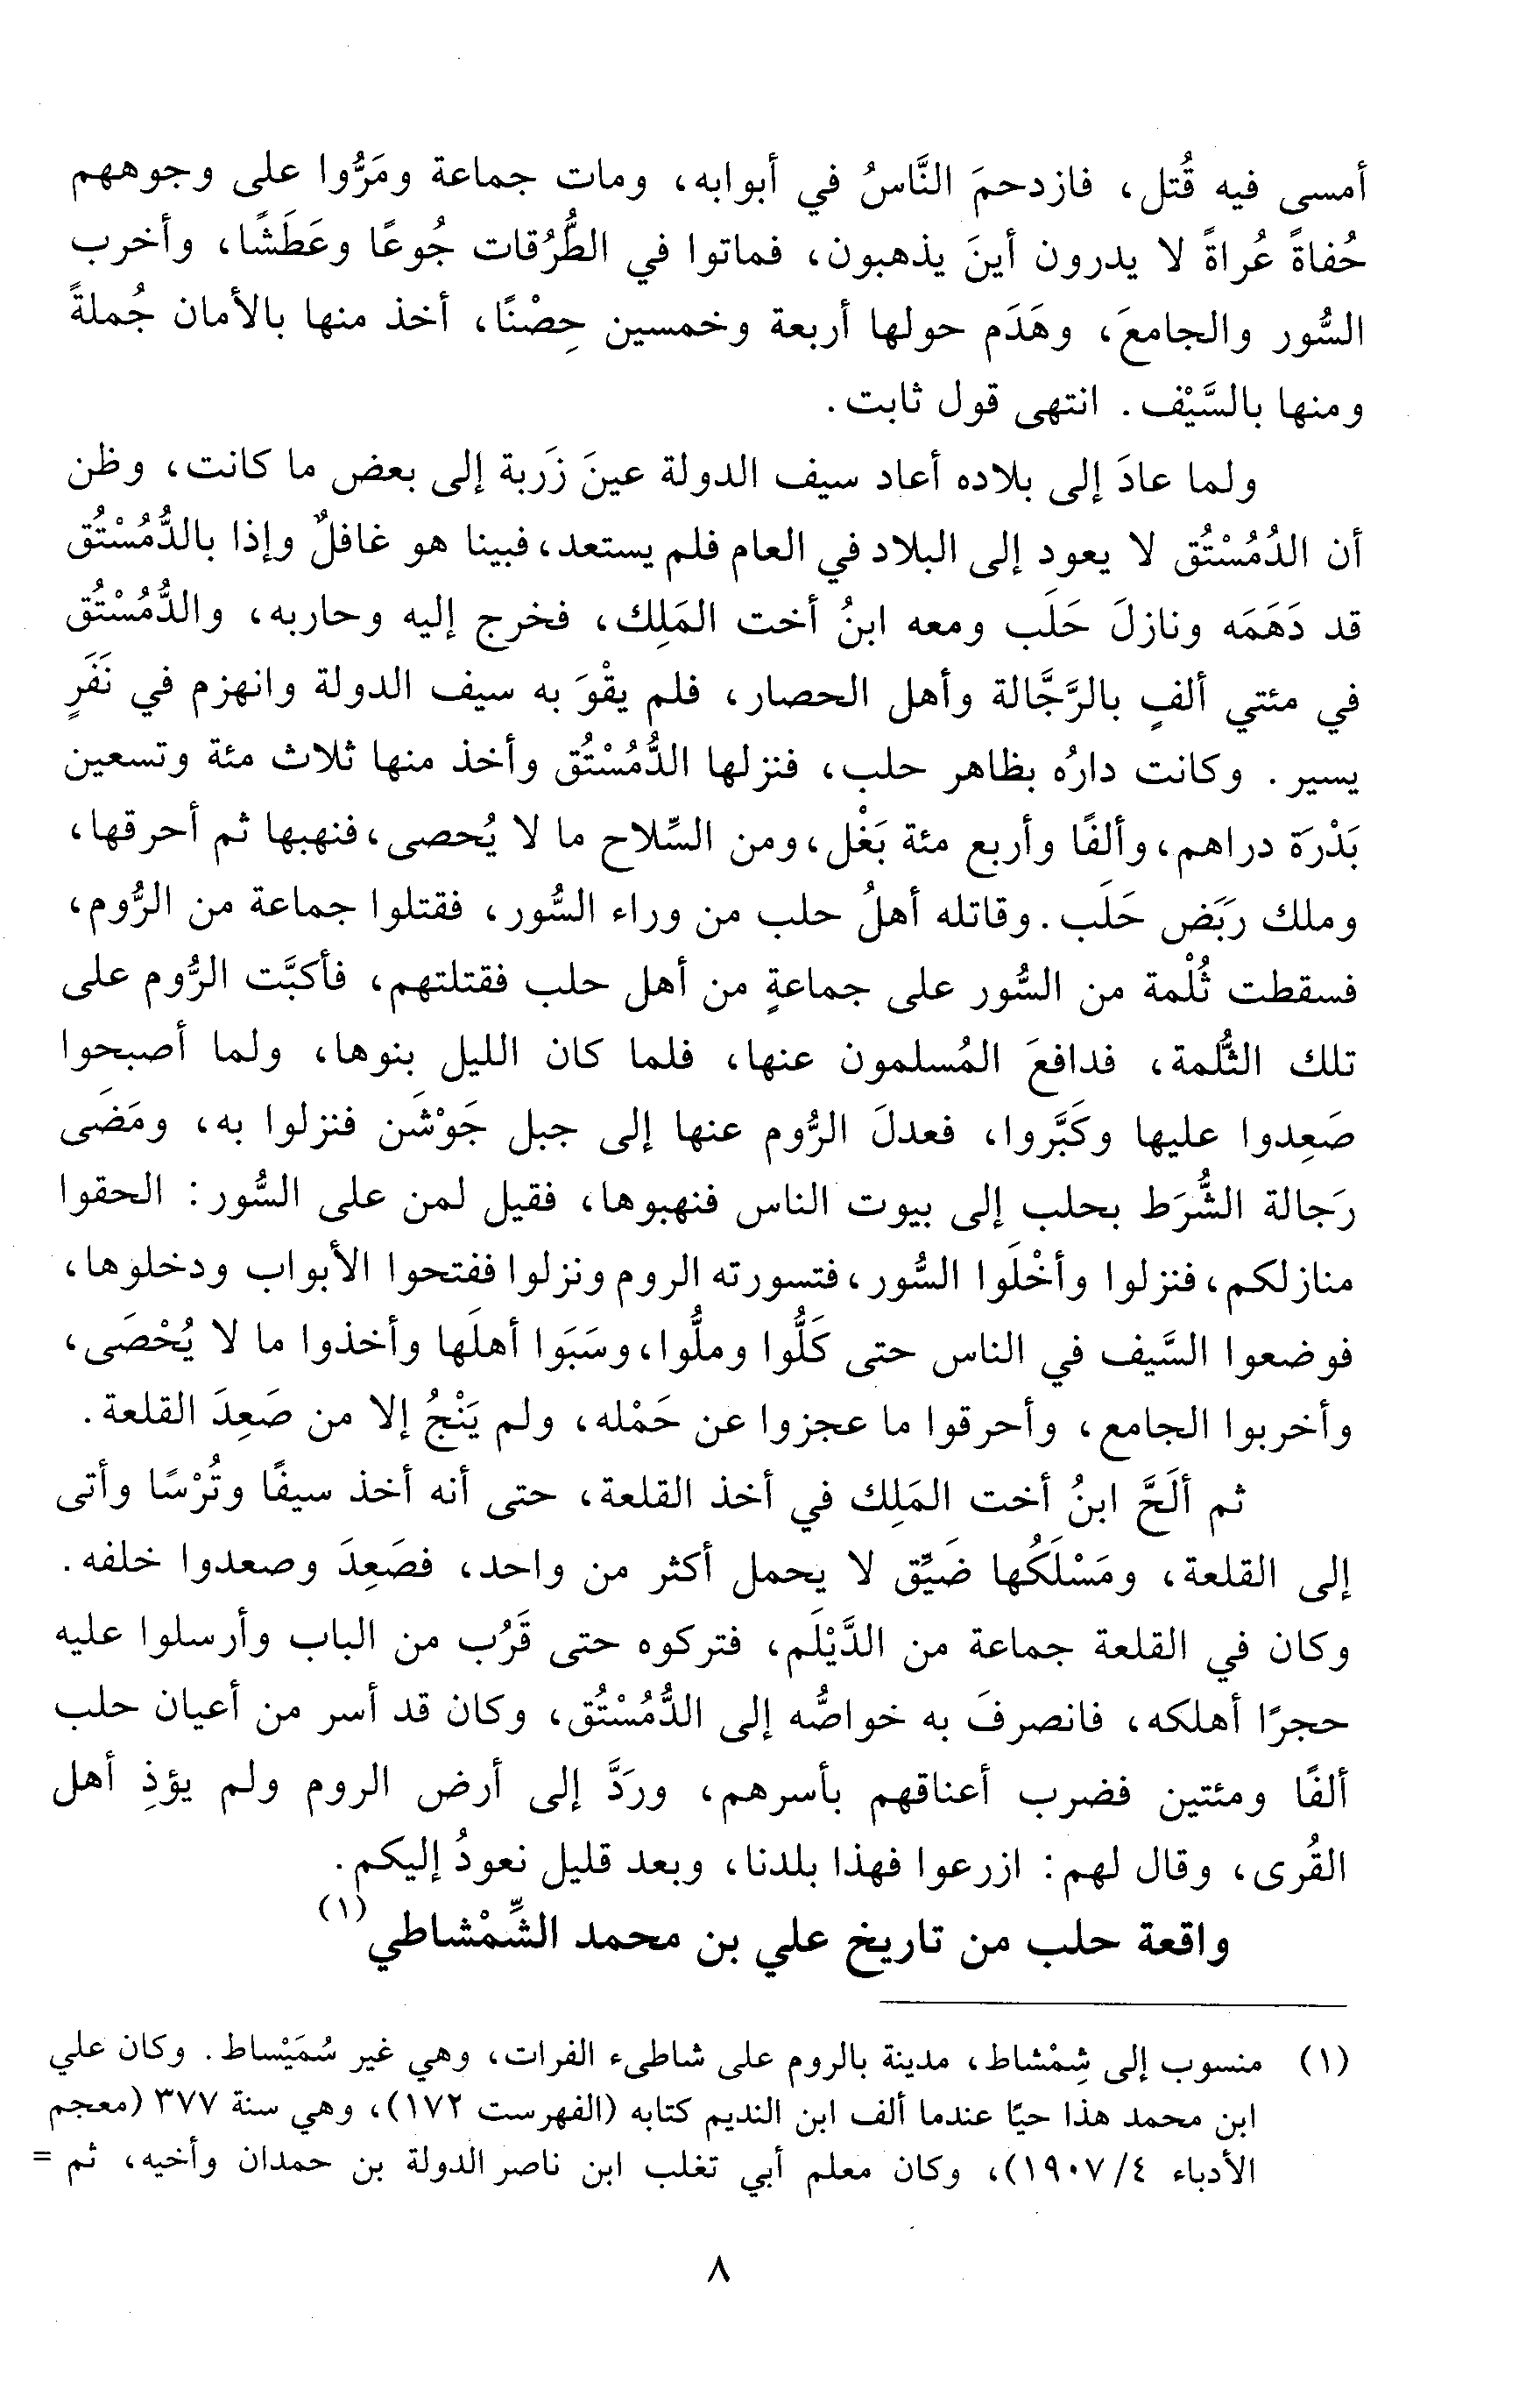 أمسى فيه قُتل، فازدحمَ النَّاسُ في أبوابه، ومات جماعة ومَرُّوا على وجوههم
حُفاةً عُراةً لا يدرون أينَ يذهبون، فماتوا في الطُّرُقات جُوعًا وعَطَشًا، وأخرب
السُّور والجامعَ، وهَدَم حولها أربعة وخمسين حِصْنًا، أخذ منها بالأمان جُملةً
ومنها بالسَّيْف. انتهى قول ثابت.
ولما عادَ إلى بلاده أعاد سيف الدولة عينَ زَربة إلى بعض ما كانت، وظن
أن الدُمُسْتُق لا يعود إلى البلاد في العام فلم يستعد، فبينا هو غافلٌ وإذا بالدُّمُسْتُق
قد دَهَمَه ونازلَ حَلَب ومعه ابنُ أخت المَلِك، فخرج إليه وحاربه، والدُّمُسْتُق
في مئتي ألفٍ بالرَّجَّالة وأهل الحصار، فلم يقْوَ به سيف الدولة وانهزم في نَفَرٍ
يسير. وكانت دارُه بظاهر حلب، فنزلها الدُّمُسْتُق وأخذ منها ثلاث مئة وتسعين
بَدْرَة دراهم، وألفًا وأربع مئة بَغْل، ومن السِّلاح ما لا يُحصى، فنهبها ثم أحرقها،
وملك رَبَض حَلَب. وقاتله أهلُ حلب من وراء السُّور، فقتلوا جماعة من الرُّوم،
فسقطت ثُلْمة من السُّور على جماعةٍ من أهل حلب فقتلتهم، فأكبَّت الرُّوم على
تلك الثُّلمة، فدافعَ المُسلمون عنها، فلما كان الليل بنوها، ولما أصبحوا
صَعِدوا عليها وكَبَّروا، فعدلَ الرُّوم عنها إلى جبل جَوْشَن فنزلوا به، ومَضَى
رَجالة الشُّرَط بحلب إلى بيوت الناس فنهبوها، فقيل لمن على السُّور: الحقوا
منازلكم، فنزلوا وأخْلَوا السُّور، فتسورته الروم ونزلوا ففتحوا الأبواب ودخلوها،
فوضعوا السَّيف في الناس حتى كَلُّوا وملُّوا، وسَبَوا أهلَها وأخذوا ما لا يُحْصَى،
وأخربوا الجامع، وأحرقوا ما عجزوا عن حَمْله، ولم يَنْجُ إلا من صَعِدَ القلعة.
ثم ألَحَّ ابنُ أخت المَلِك في أخذ القلعة، حتى أنه أخذ سيفًا وتُرْسًا وأتى
إلى القلعة، ومَسْلَكُها ضَيِّق لا يحمل أكثر من واحد، فصَعِدَ وصعدوا خلفه.
وكان في القلعة جماعة من الدَّيْلَم، فتركوه حتى قَرُب من الباب وأرسلوا عليه
حجرًا أهلكه، فانصرفَ به خواصُّه إلى الدُّمُسْتُق، وكان قد أسر من أعيان حلب
ألفًا ومئتين فضرب أعناقهم بأسرهم، ورَدَّ إلى أرض الروم ولم يؤذِ أهل
القُرى، وقال لهم: ازرعوا فهذا بلدنا، وبعد قليل نعودُ إليكم.
واقعة حلب من تاريخ علي بن محمد الشِّمْشاطي(١)
(١) منسوب إلى شِمْشاط، مدينة بالروم على شاطىء الفرات، وهي غير سُمَيْساط. وكان علي
ابن محمد هذا حيًا عندما ألف ابن النديم كتابه (الفهرست ١٧٢)، وهي سنة ٣٧٧ (معجم
الأدباء ٤/ ١٩٠٧)، وكان معلم أبي تغلب ابن ناصر الدولة بن حمدان وأخيه، ثم =
٨